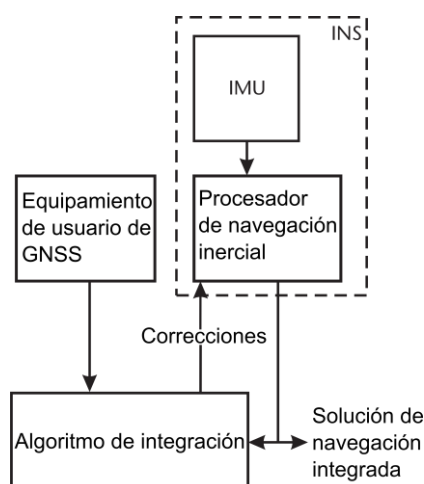 INS
IMU
Equipamiento
de usuario de
GNSS
Procesador
de navegación
inercial
Correcciones
Algoritmo de integración
Solución de
navegación
integrada